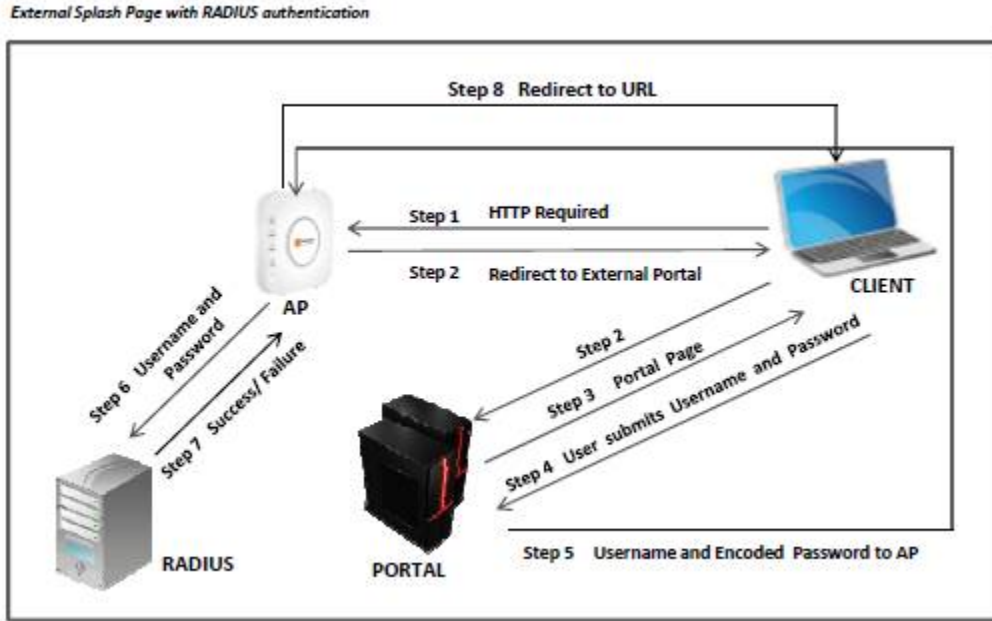 External Splash Page with RADIUS authentication
Step 8 Redirect to URL
Step 1 HTTP Required
Step 2 Redirect to External Portal
AP
CLIENT
Step 6 Username and
Password
Step 7 Success/ Failure
Step 2
Step 3 Portal Page
Step 4 User submits Username and Password
RADIUS
PORTAL
Step 5 Username and Encoded Password to AP